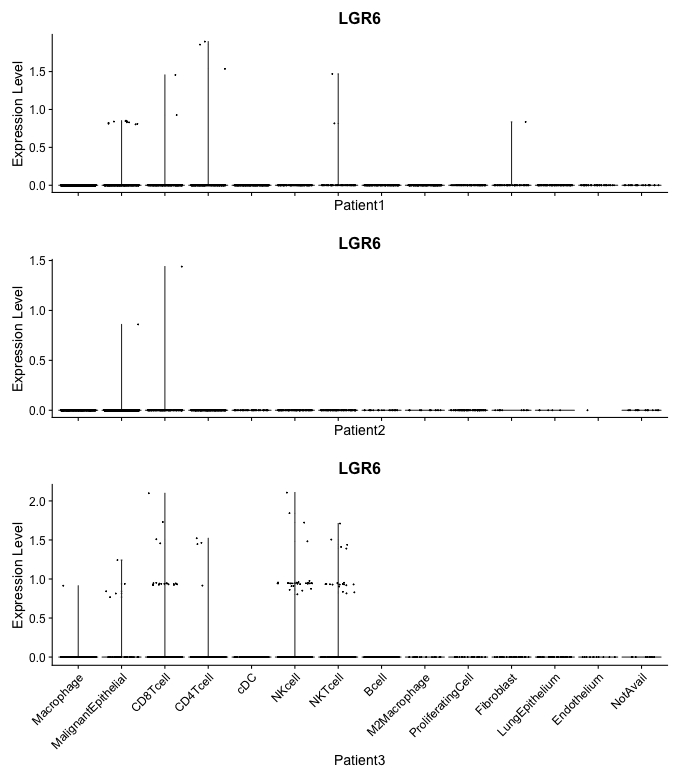 LGR6
Expression Level
1.5
1.0
0.5
0.0
Patient1
LGR6
Expression Level
1.5
1.0
0.5
0.0
Patient2
LGR6
Expression Level
2.0
1.5
1.0
0.5
0.0
Macrophage
MalignantEpithelial
CD8Tcell
CD4Tcell
cDC
NKcell
NKTcell
Bcell
M2Macrophage
ProliferatingCell
Fibroblast
LungEpithelium
Endothelium
NotAvail
Patient3